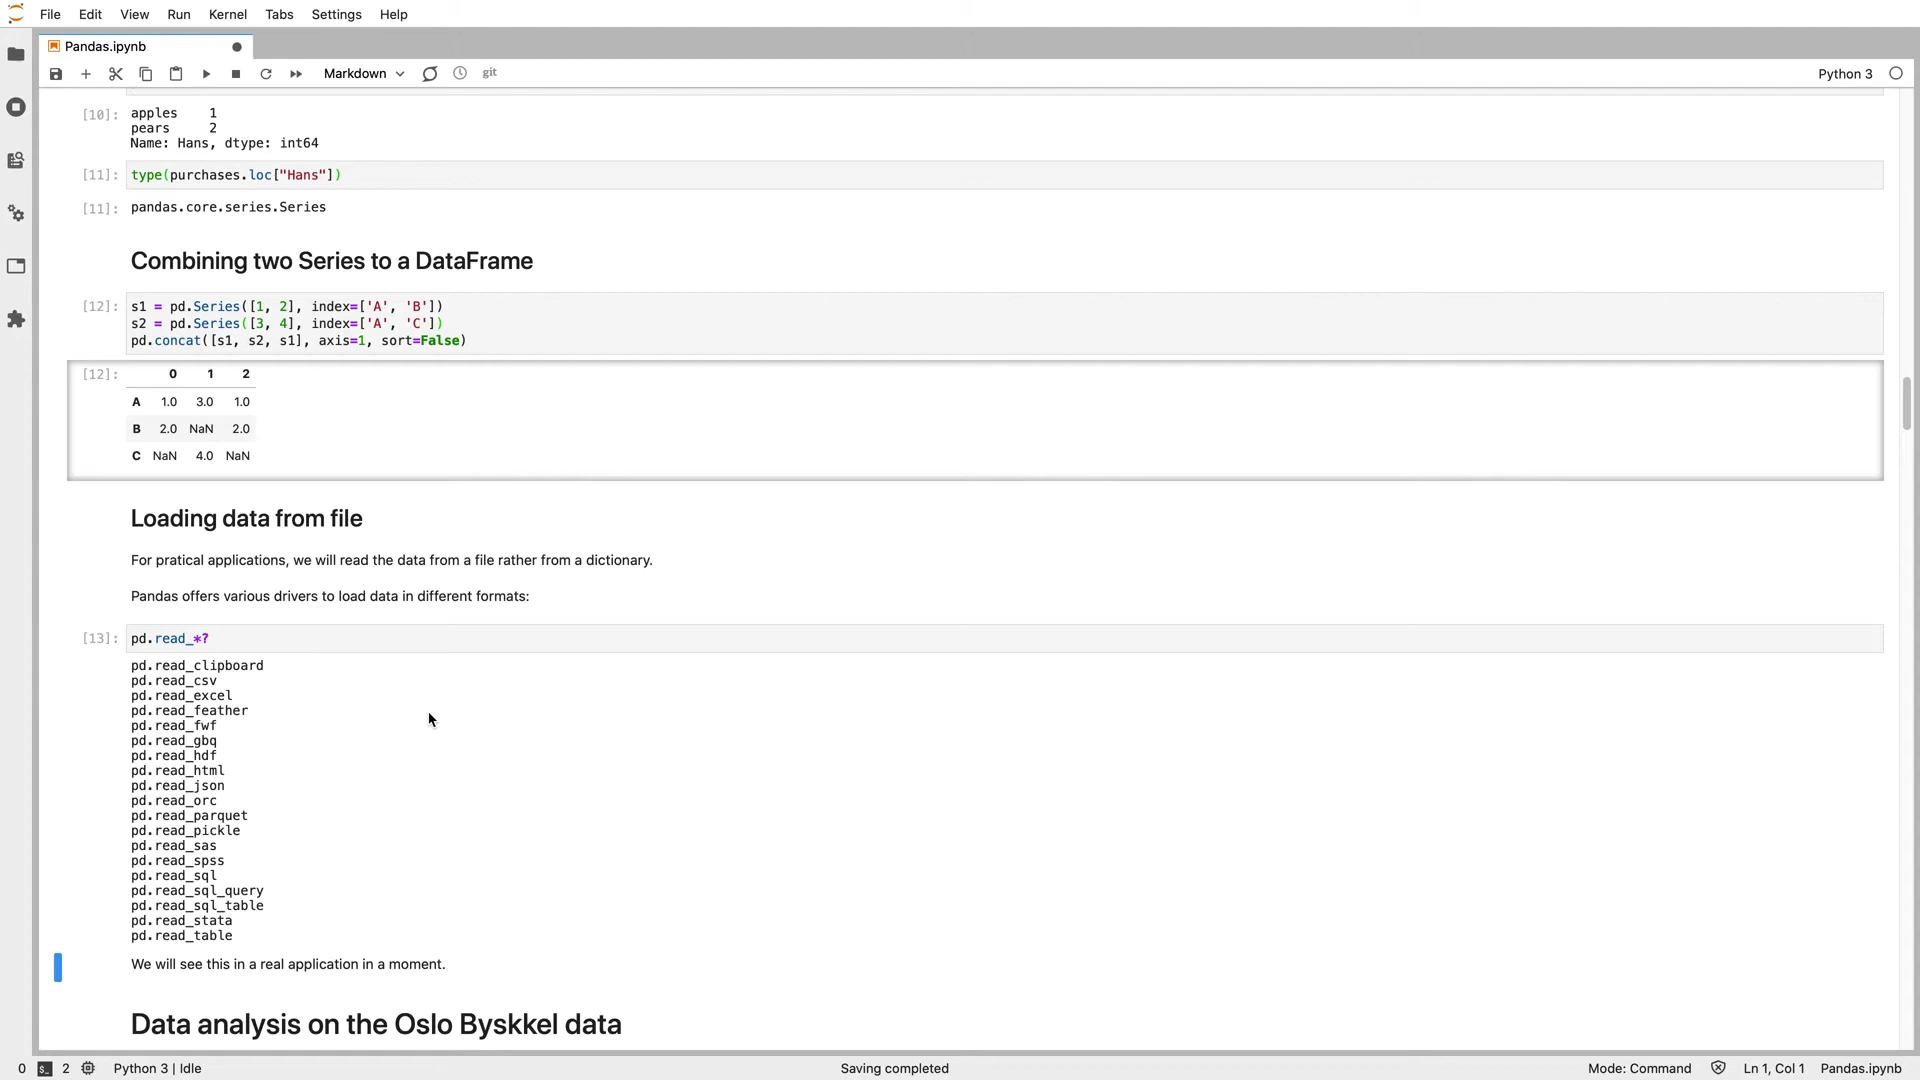 File Edit View Run Kernel Tabs Settings Help
Pandas.ipynb
Markdown git Python 3
[10]: apples 1
pears 2
Name: Hans, dtype: int64
[11]: type(purchases.loc["Hans"])
[11]: pandas.core.series.Series
Combining two Series to a DataFrame
[12]: s1 = pd.Series([1, 2], index=['A', 'B'])
s2 = pd.Series([3, 4], index=['A', 'C'])
pd.concat([s1, s2, s1], axis=1, sort=False)
[12]: 0 1 2
A 1.0 3.0 1.0
B 2.0 NaN 2.0
C NaN 4.0 NaN
Loading data from file
For pratical applications, we will read the data from a file rather from a dictionary.
Pandas offers various drivers to load data in different formats:
[13]: pd.read_*?
pd.read_clipboard
pd.read_csv
pd.read_excel
pd.read_feather
pd.read_fwf
pd.read_gbq
pd.read_hdf
pd.read_html
pd.read_json
pd.read_orc
pd.read_parquet
pd.read_pickle
pd.read_sas
pd.read_spss
pd.read_sql
pd.read_sql_query
pd.read_sql_table
pd.read_stata
pd.read_table
We will see this in a real application in a moment.
Data analysis on the Oslo Byskkel data
0 2 Python 3 | Idle Saving completed Mode: Command Ln 1, Col 1 Pandas.ipynb